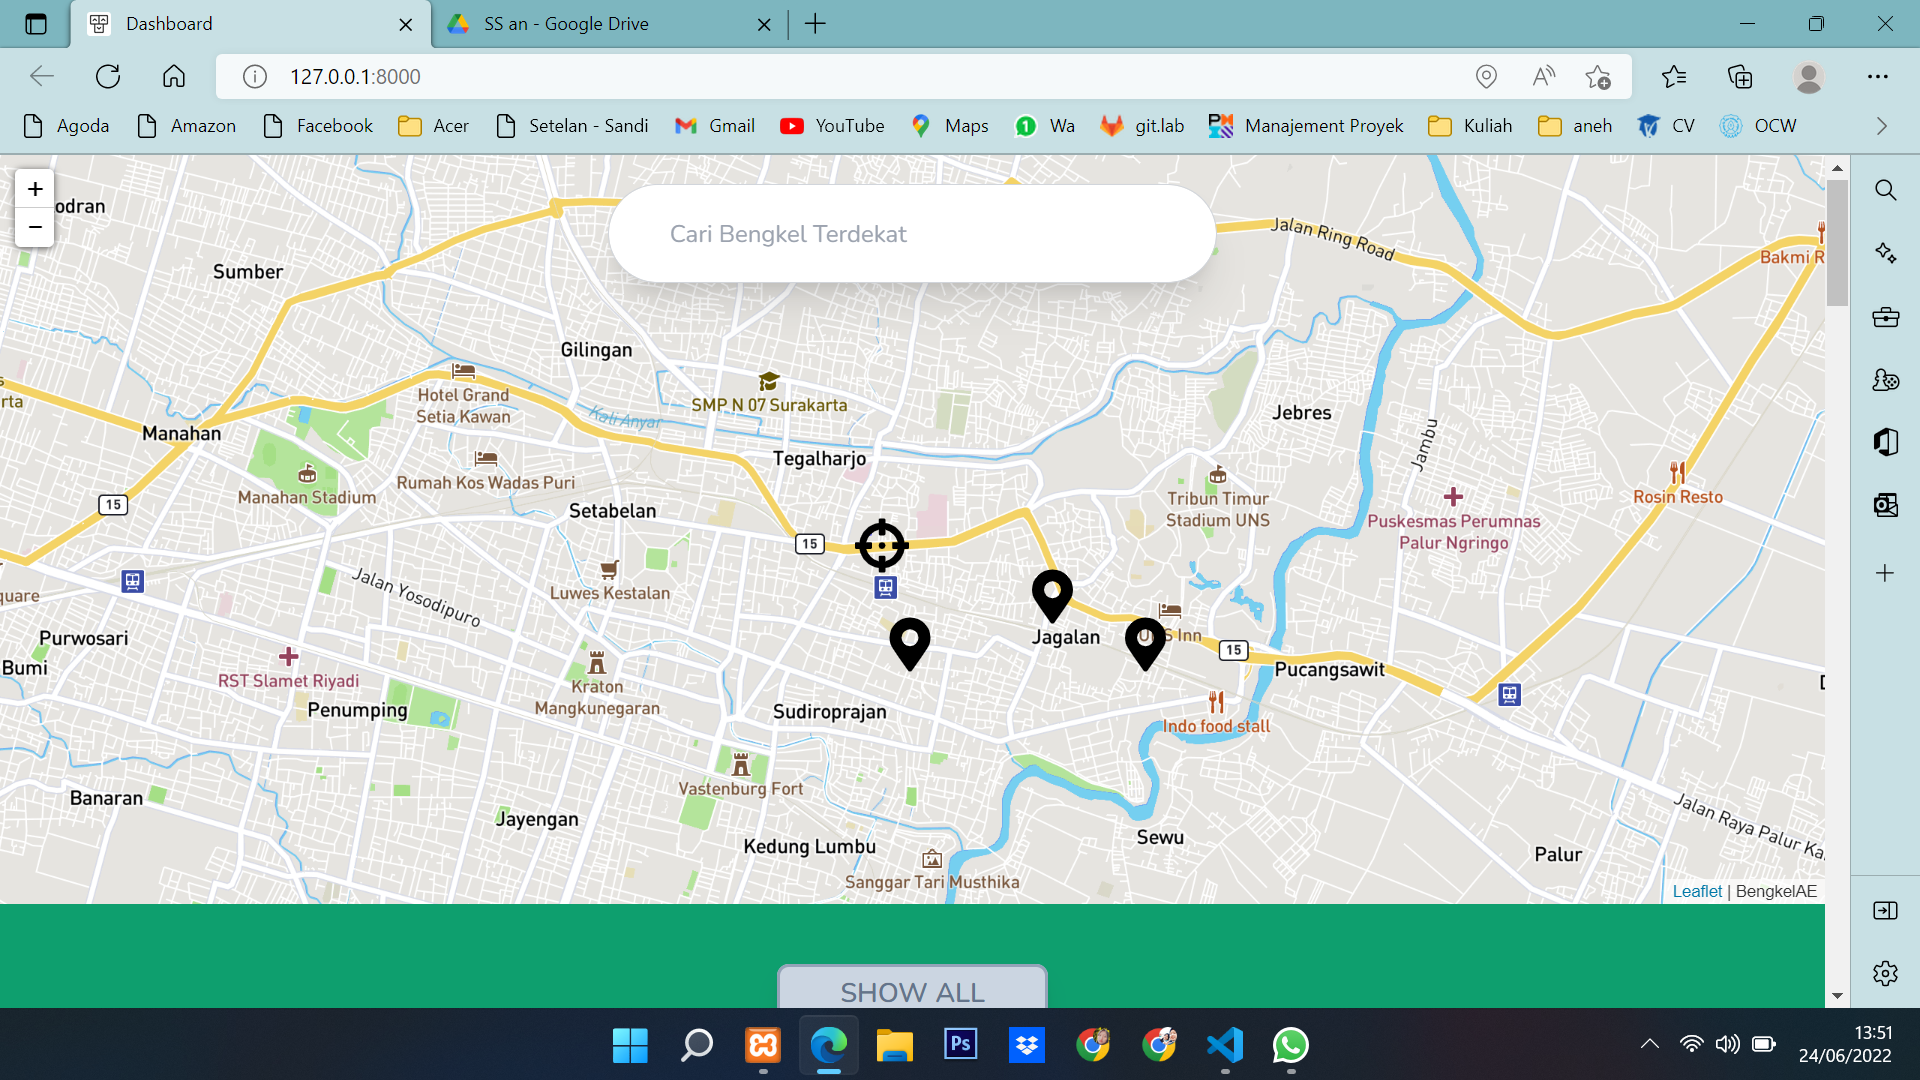 Dashboard
SS an - Google Drive
127.0.0.1:8000
Agoda
Amazon
Facebook
Acer
Setelan - Sandi
Gmail
YouTube
Maps
1
Wa
git.lab
Manajement Proyek
Kuliah
aneh
CV
OCW
+
−
odran
Cari Bengkel Terdekat
Jalan Ring Road
Bakmi R
Sumber
Gilingan
Hotel Grand
Setia Kawan
SMP N 07 Surakarta
Kali Anyar
Jebres
rta
Manahan
Jambu
Tegalharjo
Rumah Kos Wadas Puri
Manahan Stadium
Setabelan
Tribun Timur
Stadium UNS
Rosin Resto
15
15
Puskesmas Perumnas
Palur Ngringo
Jalan Yosodipuro
Luwes Kestalan
quare
Purwosari
Jagalan
Inn
15
Bumi
RST Slamet Riyadi
Pucangsawit
Kraton
Mangkunegaran
Penumping
Sudiroprajan
Indo food stall
Vastenburg Fort
Banaran
Jayengan
Jalan Raya Palur Ka
Sewu
Kedung Lumbu
Palur
Sanggar Tari Musthika
Leaflet | BengkelAE
SHOW ALL
Ps
13:51
24/06/2022